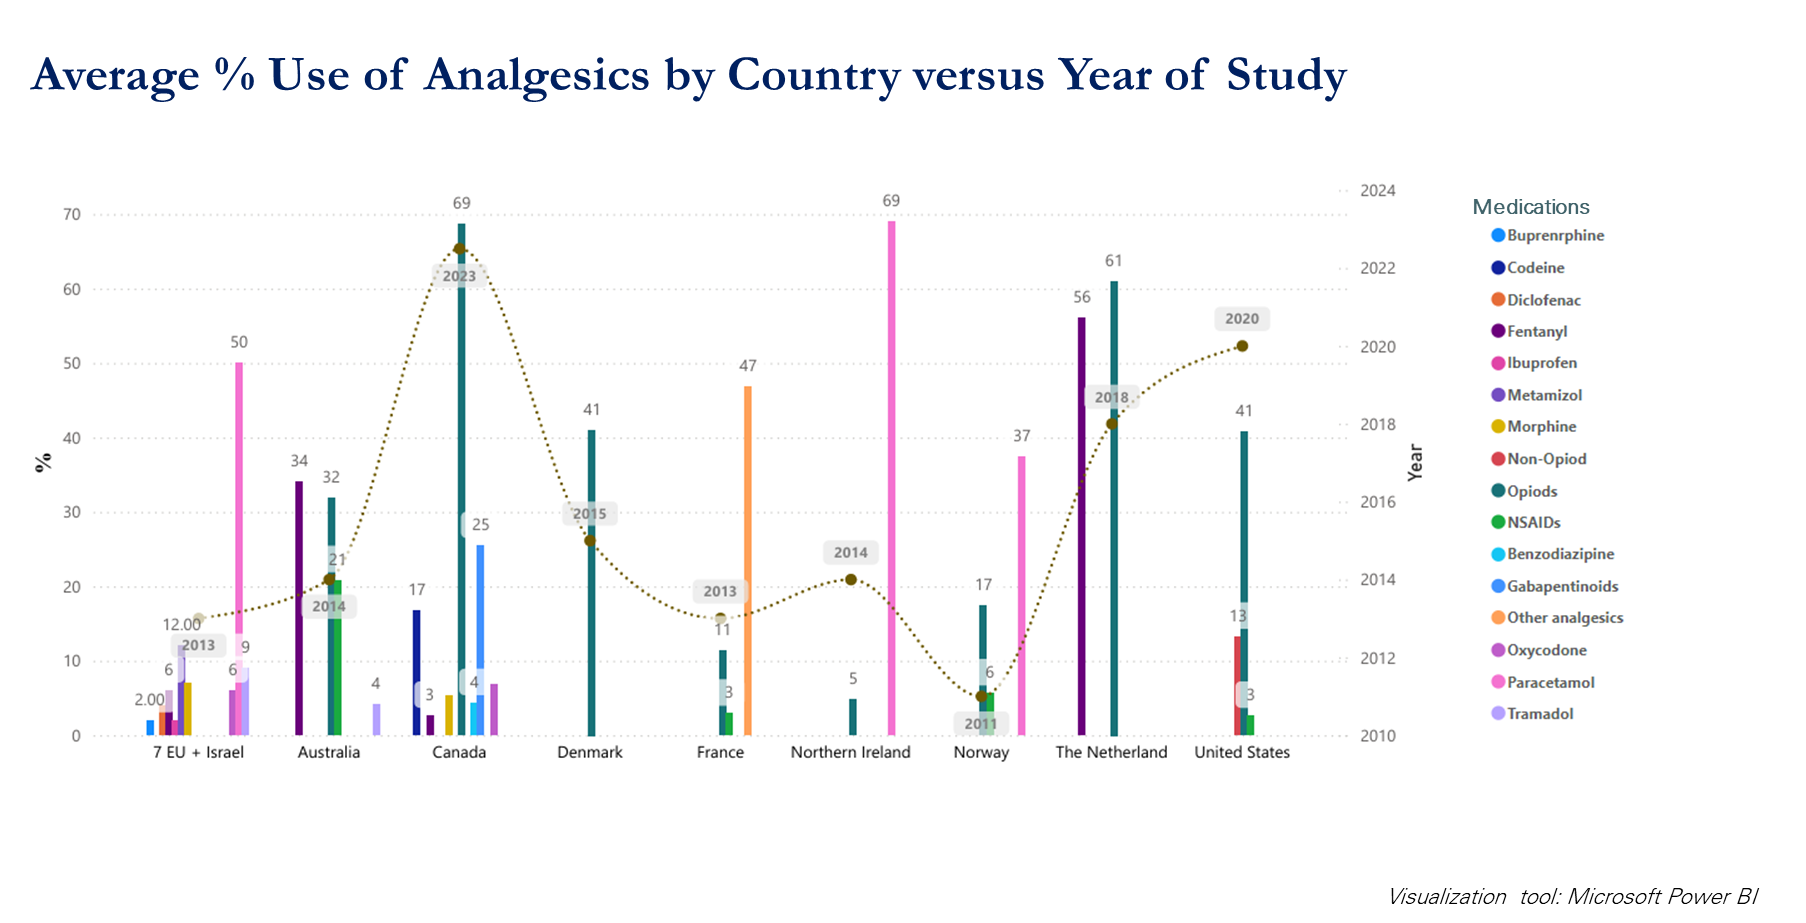 Average % Use of Analgesics by Country versus Year of Study
69
2024
70
69
Medications
Buprenrphine
2023
61
2022
Codeine
60
56
Diclofenac
2020
50
Fentanyl
50
47
2020
Ibuprofen
2018
Metamizol
41
41
40
2018
Morphine
37
%
34
32
Year
Non-Opiod
Opiods
30
2015
25
2016
NSAIDs
21
2014
Benzodiazipine
20
17
2014
2013
17
2014
Gabapentinoids
12.00
2013
11
13
Other analgesics
10
6
6
9
4
3
4
3
5
6
3
2012
Oxycodone
2.00
Paracetamol
2011
Tramadol
0
2010
7 EU + Israel
Australia
Canada
Denmark
France
Northern Ireland
Norway
The Netherland
United States
Visualization tool: Microsoft Power BI